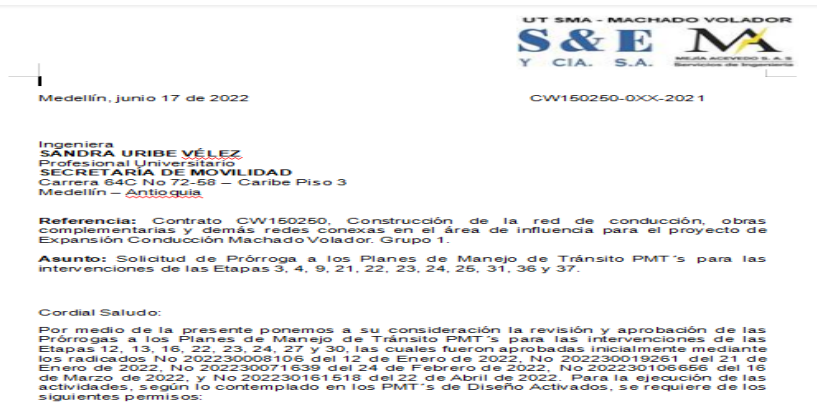 UT SMA - MACHADO VOLADOR
S & E MA
Y CIA. S.A. MEJÍA ACEVEDO S. A. S
Servicios de Ingeniería
Medellín, junio 17 de 2022 CW150250-0XX-2021
Ingeniera
SANDRA URIBE VÉLEZ
Profesional Universitario
SECRETARÍA DE MOVILIDAD
Carrera 64C No 72-58 – Caribe Piso 3
Medellín – Antioquia
Referencia: Contrato CW150250, Construcción de la red de conducción, obras
complementarias y demás redes conexas en el área de influencia para el proyecto de
Expansión Conducción Machado Volador. Grupo 1.
Asunto: Solicitud de Prórroga a los Planes de Manejo de Tránsito PMT´s para las
intervenciones de las Etapas 3, 4, 9, 21, 22, 23, 24, 25, 31, 36 y 37.
Cordial Saludo:
Por medio de la presente ponemos a su consideración la revisión y aprobación de las
Prórrogas a los Planes de Manejo de Tránsito PMT´s para las intervenciones de las
Etapas 12, 13, 16, 22, 23, 24, 27 y 30, las cuales fueron aprobadas inicialmente mediante
los radicados No 202230008106 del 12 de Enero de 2022, No 202230019261 del 21 de
Enero de 2022, No 202230071639 del 24 de Febrero de 2022, No 202230106656 del 16
de Marzo de 2022, y No 202230161518 del 22 de Abril de 2022. Para la ejecución de las
actividades, según lo contemplado en los PMT´s de Diseño Activados, se requiere de los
siguientes permisos: